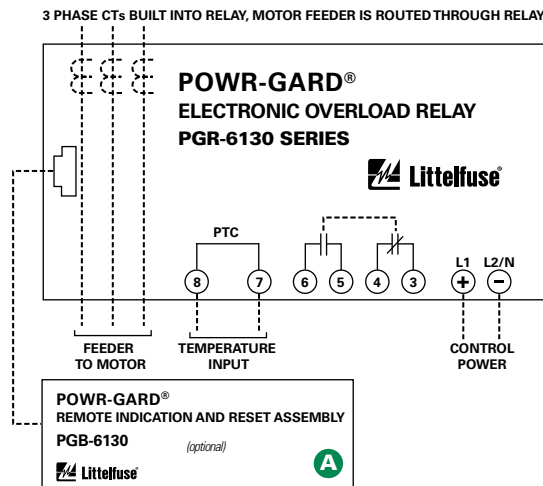 3 PHASE CTs BUILT INTO RELAY, MOTOR FEEDER IS ROUTED THROUGH RELAY
POWR-GARD®
ELECTRONIC OVERLOAD RELAY
PGR-6130 SERIES
Littelfuse®
PTC
L1 L2/N
8 7 6 5 4 3 + −
FEEDER
TO MOTOR
TEMPERATURE
INPUT
CONTROL
POWER
POWR-GARD®
REMOTE INDICATION AND RESET ASSEMBLY
PGB-6130
(optional)
A
Littelfuse®